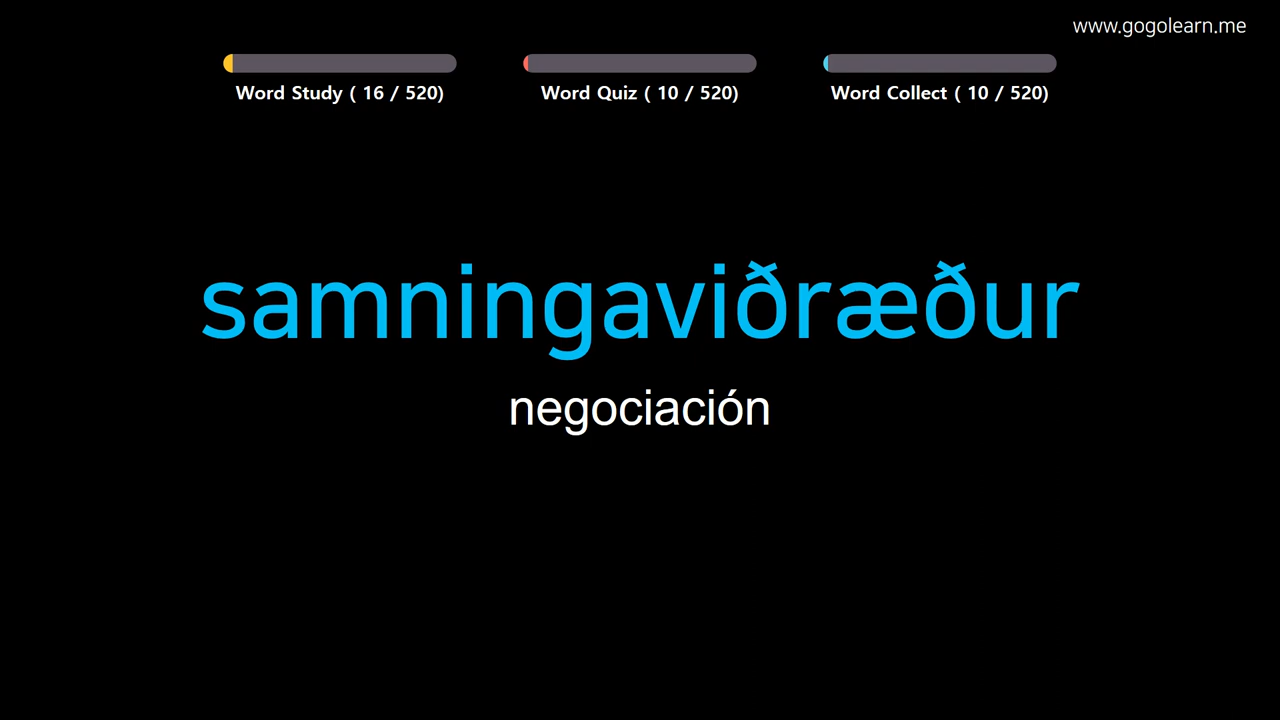 www.gogolearn.me
Word Study ( 16 / 520)
Word Quiz ( 10 / 520)
Word Collect ( 10 / 520)
samningaviðræður
negociación